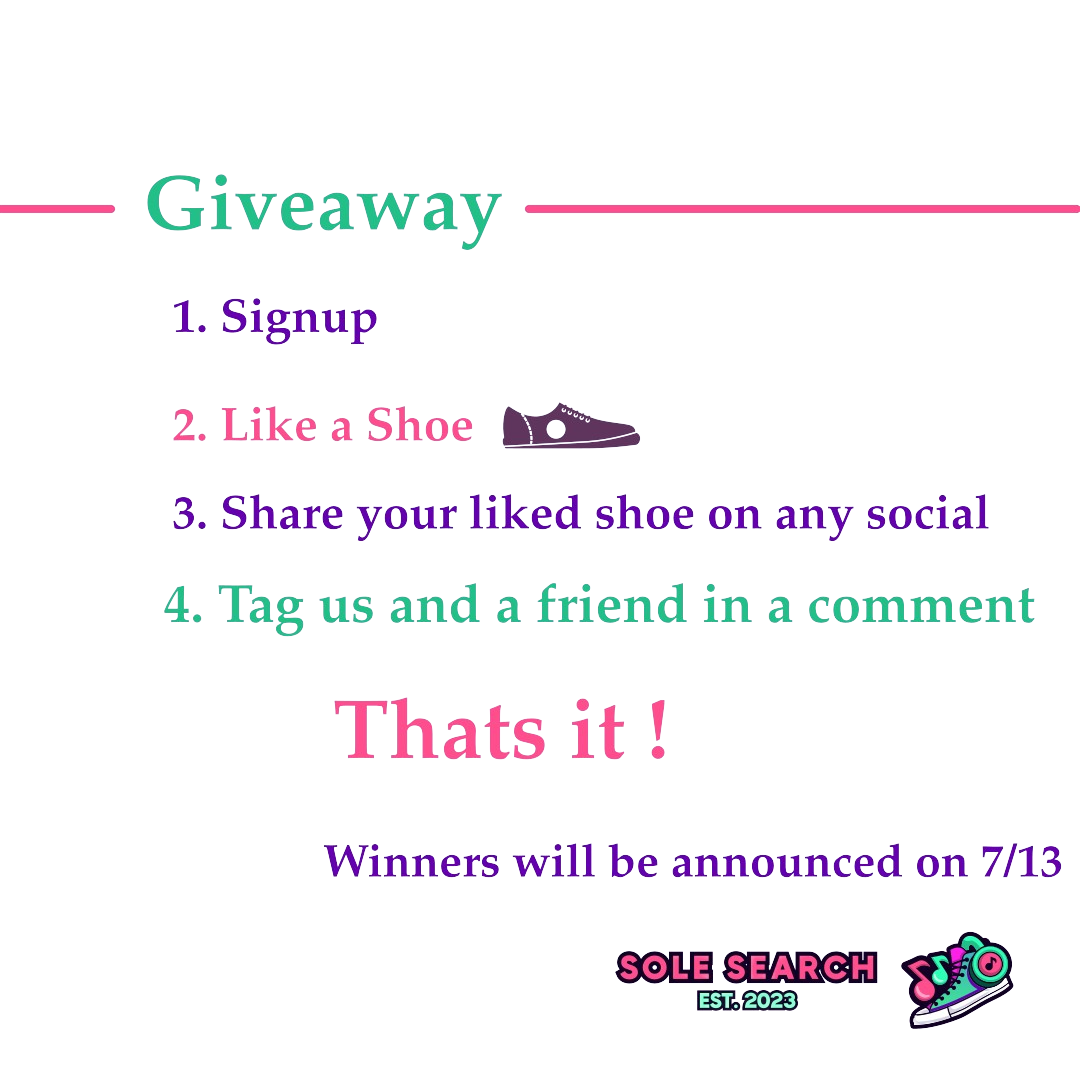 Giveaway
1. Signup
2. Like a Shoe
3. Share your liked shoe on any social
4. Tag us and a friend in a comment
Thats it !
Winners will be announced on 7/13
SOLE SEARCH
EST. 2023